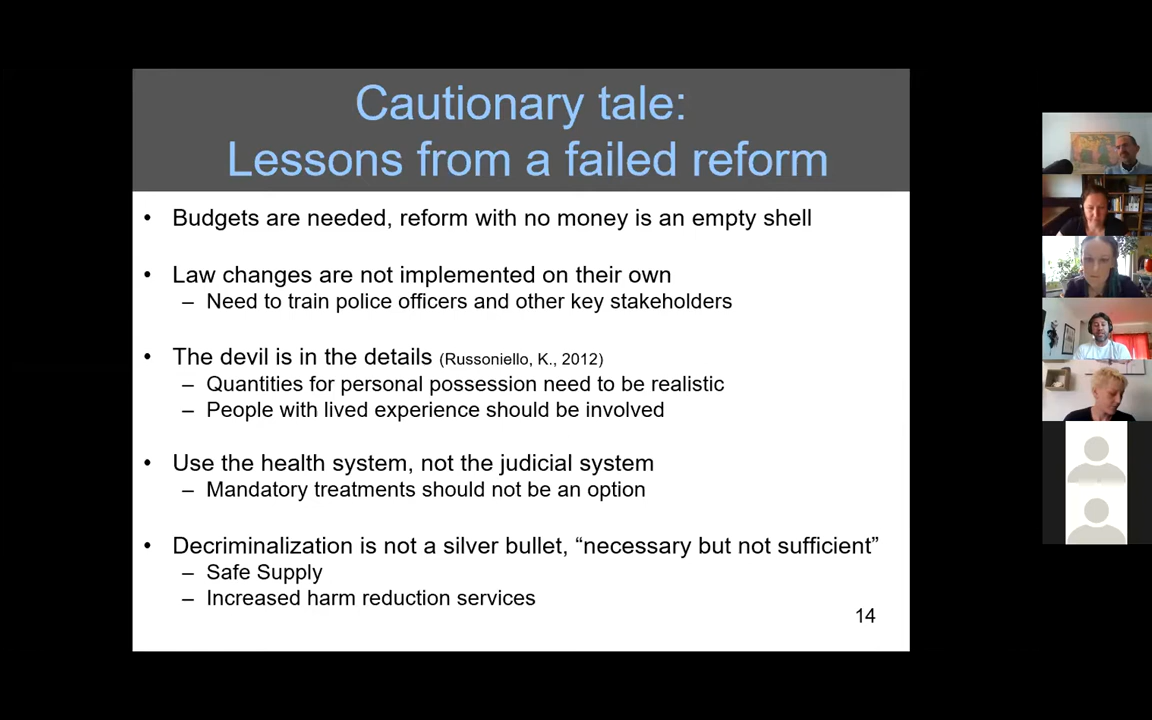 Cautionary tale:
Lessons from a failed reform
• Budgets are needed, reform with no money is an empty shell
• Law changes are not implemented on their own
– Need to train police officers and other key stakeholders
• The devil is in the details (Russoniello, K., 2012)
– Quantities for personal possession need to be realistic
– People with lived experience should be involved
• Use the health system, not the judicial system
– Mandatory treatments should not be an option
• Decriminalization is not a silver bullet, “necessary but not sufficient”
– Safe Supply
– Increased harm reduction services
14